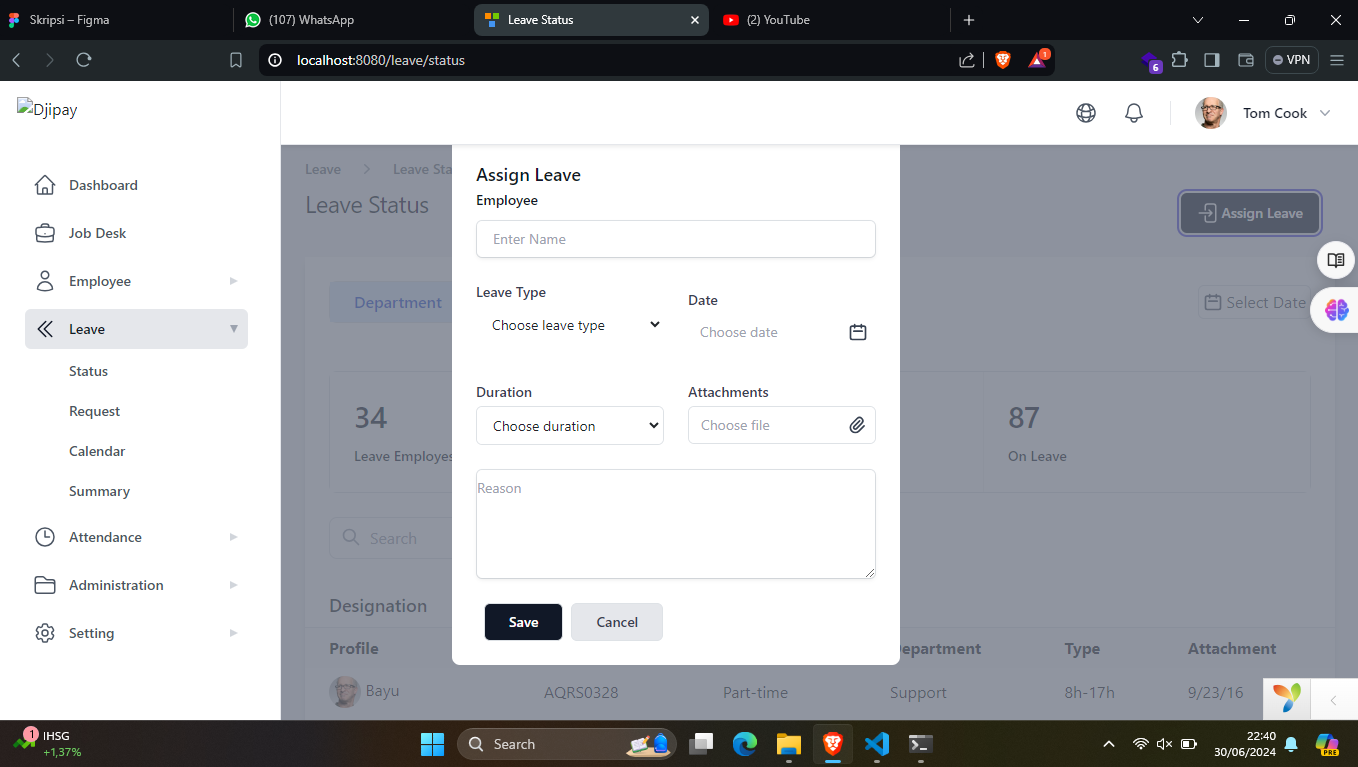 Skripsi – Figma
(107) WhatsApp
Leave Status
(2) YouTube
localhost:8080/leave/status
1
6
VPN
Djipay
Tom Cook
Dashboard
Job Desk
Employee
Leave
Status
Request
Calendar
Summary
Attendance
Administration
Setting
Leave
Leave Sta
Leave Status
Assign Leave
Department
Select Date
34
Leave Employes
87
On Leave
Search
Designation
Profile
epartment
Type
Attachment
Bayu
AQRS0328
Part-time
Support
8h-17h
9/23/16
Assign Leave
Employee
Enter Name
Leave Type
Date
Choose leave type
Choose date
Duration
Attachments
Choose duration
Choose file
Reason
Save
Cancel
1
IHSG
+1,37%
Search
22:40
30/06/2024
PRE